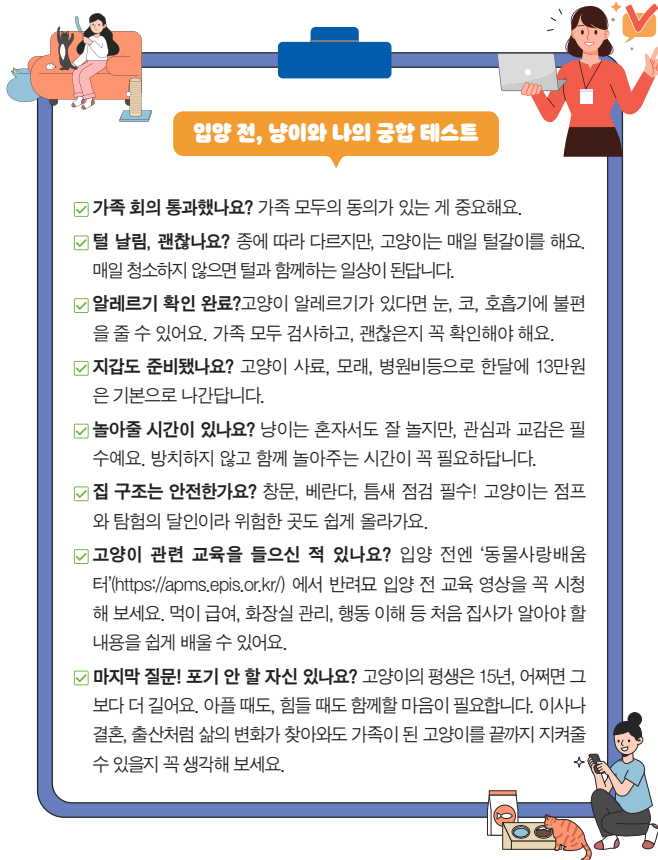 입양 전, 냥이와 나의 궁합 테스트
가족 회의 통과했나요? 가족 모두의 동의가 있는 게 중요해요.
털 날림, 괜찮나요? 종에 따라 다르지만, 고양이는 매일 털갈이를 해요.
매일 청소하지 않으면 털과 함께하는 일상이 된답니다.
알레르기 확인 완료?고양이 알레르기가 있다면 눈, 코, 호흡기에 불편
을 줄 수 있어요. 가족 모두 검사하고, 괜찮은지 꼭 확인해야 해요.
지갑도 준비됐나요? 고양이 사료, 모래, 병원비등으로 한달에 13만원
은 기본으로 나간답니다.
놀아줄 시간이 있나요? 냥이는 혼자서도 잘 놀지만, 관심과 교감은 필
수예요. 방치하지 않고 함께 놀아주는 시간이 꼭 필요하답니다.
집 구조는 안전한가요? 창문, 베란다, 틈새 점검 필수! 고양이는 점프
와 탐험의 달인이라 위험한 곳도 쉽게 올라가요.
고양이 관련 교육을 들으신 적 있나요? 입양 전엔 ‘동물사랑배움
터’(https://apms.epis.or.kr/) 에서 반려묘 입양 전 교육 영상을 꼭 시청
해 보세요. 먹이 급여, 화장실 관리, 행동 이해 등 처음 집사가 알아야 할
내용을 쉽게 배울 수 있어요.
마지막 질문! 포기 안 할 자신 있나요? 고양이의 평생은 15년, 어쩌면 그
보다 더 길어요. 아플 때도, 힘들 때도 함께할 마음이 필요합니다. 이사나
결혼, 출산처럼 삶의 변화가 찾아와도 가족이 된 고양이를 끝까지 지켜줄
수 있을지 꼭 생각해 보세요.